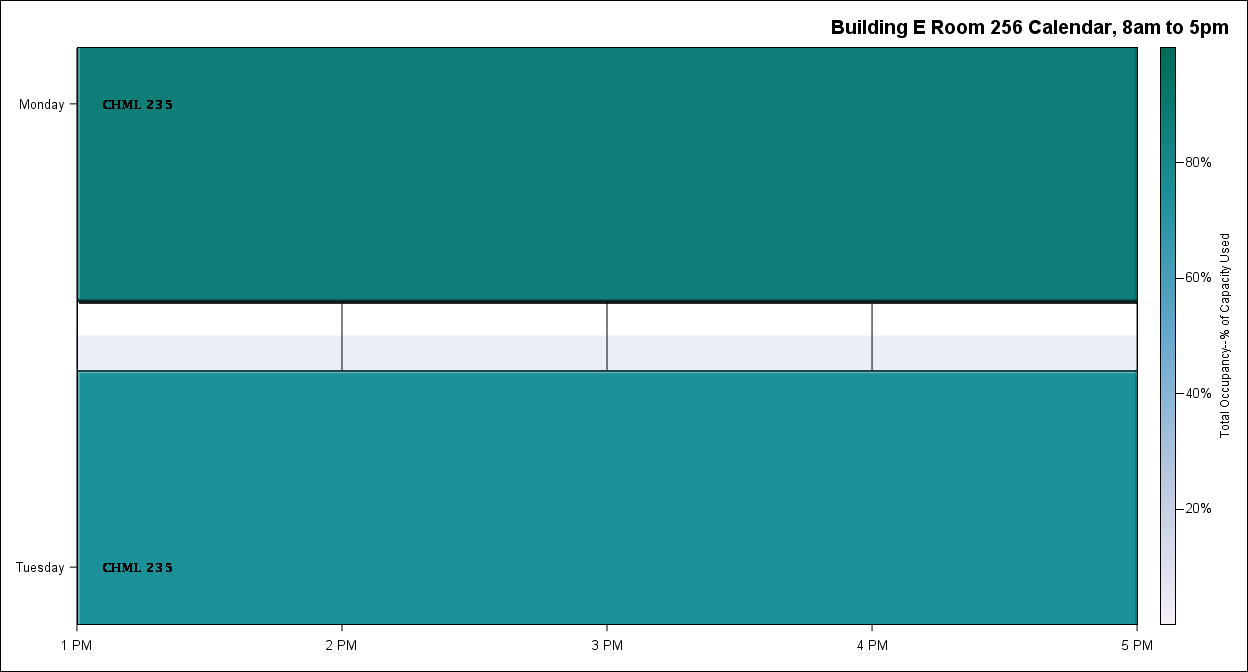 Building E Room 256 Calendar, 8am to 5pm
Monday
CHML 235
Tuesday
CHML 235
1 PM
2 PM
3 PM
4 PM
5 PM
80%
60%
40%
20%
Total Occupancy--% of Capacity Used